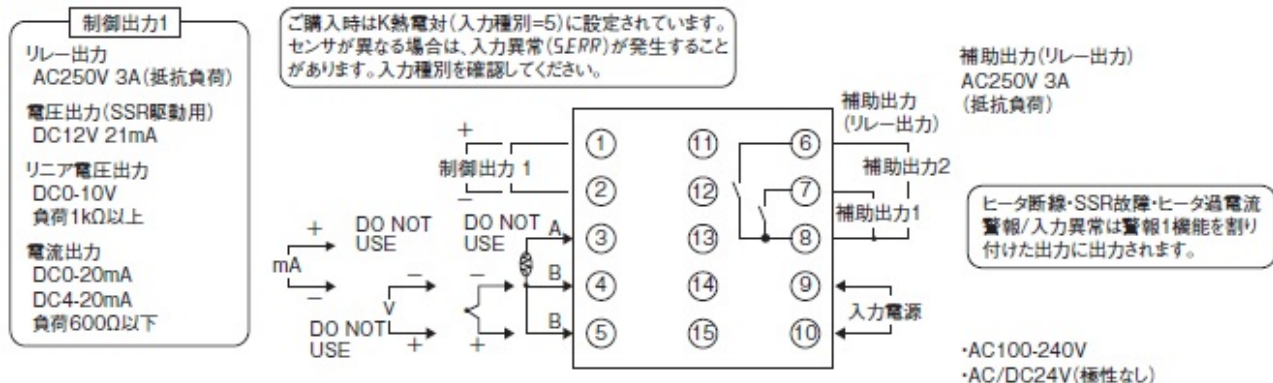 制御出力1
リレー出力
AC250V 3A(抵抗負荷)
電圧出力(SSR駆動用)
DC12V 21mA
リニア電圧出力
DC0-10V
負荷1kΩ以上
電流出力
DC0-20mA
DC4-20mA
負荷600Ω以下
ご購入時はK熱電対(入力種別=5)に設定されています。
センサが異なる場合は、入力異常(S.ERR)が発生すること
があります。入力種別を確認してください。
+
制御出力 1
−
DO NOT
USE
DO NOT
USE
+
mA
−
−
V
+
DO NOT
USE
−
+
A
B
B
①
②
③
④
⑤
⑪
⑫
⑬
⑭
⑮
⑥
⑦
⑧
⑨
⑩
補助出力
(リレー出力)
補助出力2
補助出力1
入力電源
補助出力(リレー出力)
AC250V 3A
(抵抗負荷)
ヒータ断線・SSR故障・ヒータ過電流
警報/入力異常は警報1機能を割り
付けた出力に出力されます。
・AC100-240V
・AC/DC24V(極性なし)